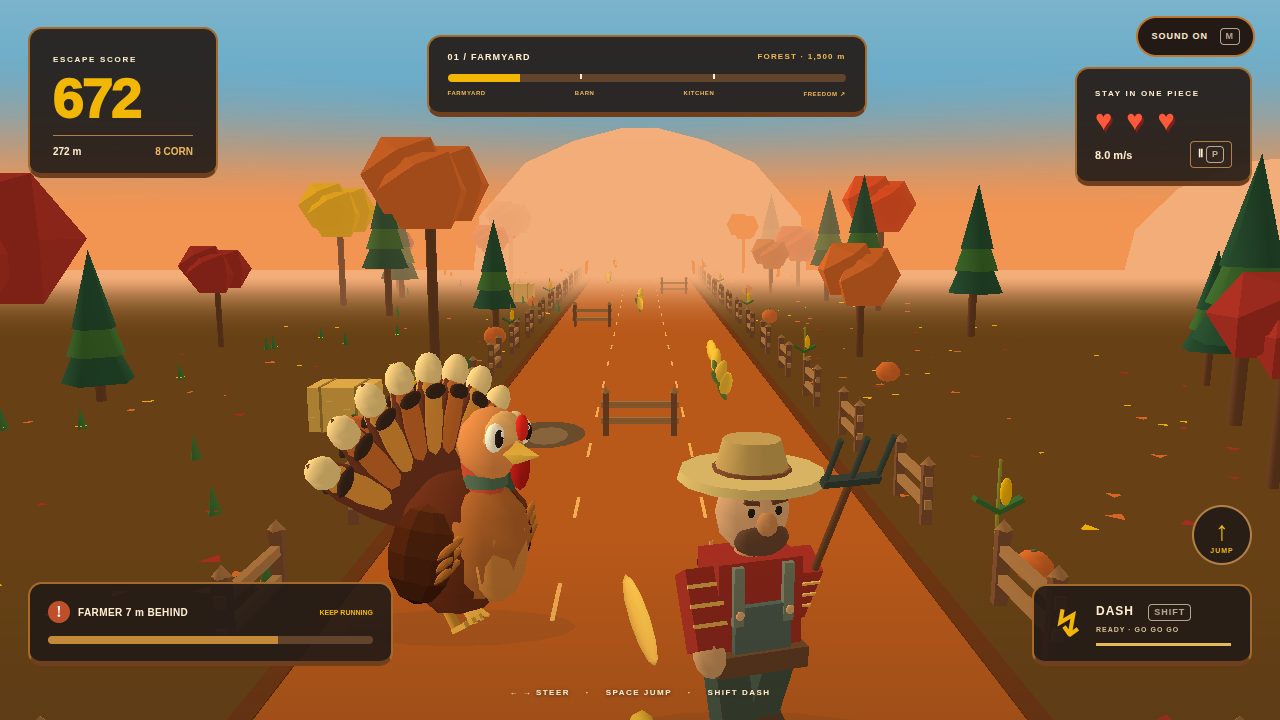 ESCAPE SCORE
672
272 m 8 CORN
01 / FARMYARD FOREST · 1,500 m
FARMYARD BARN KITCHEN FREEDOM ↗
SOUND ON M
STAY IN ONE PIECE
8.0 m/s P
↑
JUMP
! FARMER 7 m BEHIND KEEP RUNNING
DASH SHIFT
READY · GO GO GO
← → STEER · SPACE JUMP · SHIFT DASH